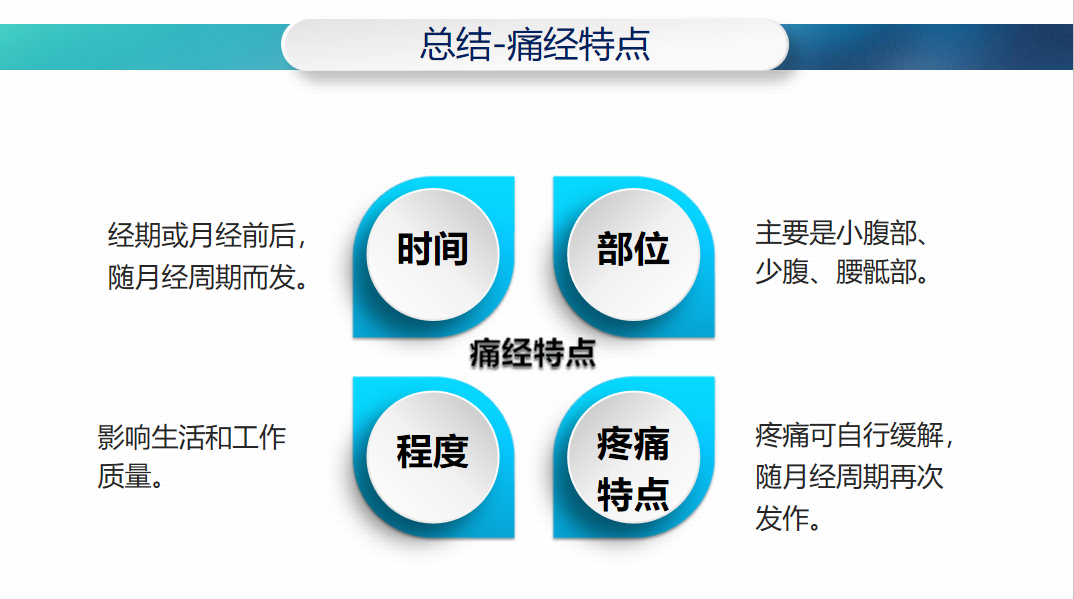 总结-痛经特点
经期或月经前后，
随月经周期而发。
时间
部位
主要是小腹部、
少腹、腰骶部。
痛经特点
影响生活和工作
质量。
程度
疼痛
特点
疼痛可自行缓解，
随月经周期再次
发作。